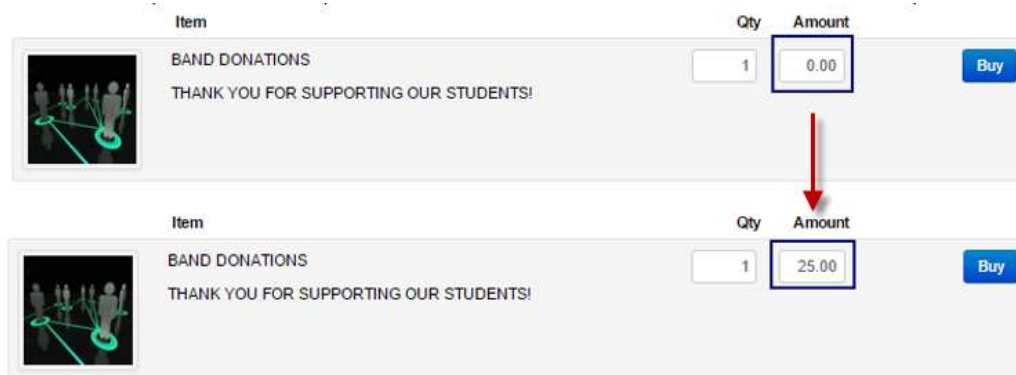 Item Qty Amount
BAND DONATIONS 1 0.00 Buy
THANK YOU FOR SUPPORTING OUR STUDENTS!
Item Qty Amount
BAND DONATIONS 1 25.00 Buy
THANK YOU FOR SUPPORTING OUR STUDENTS!